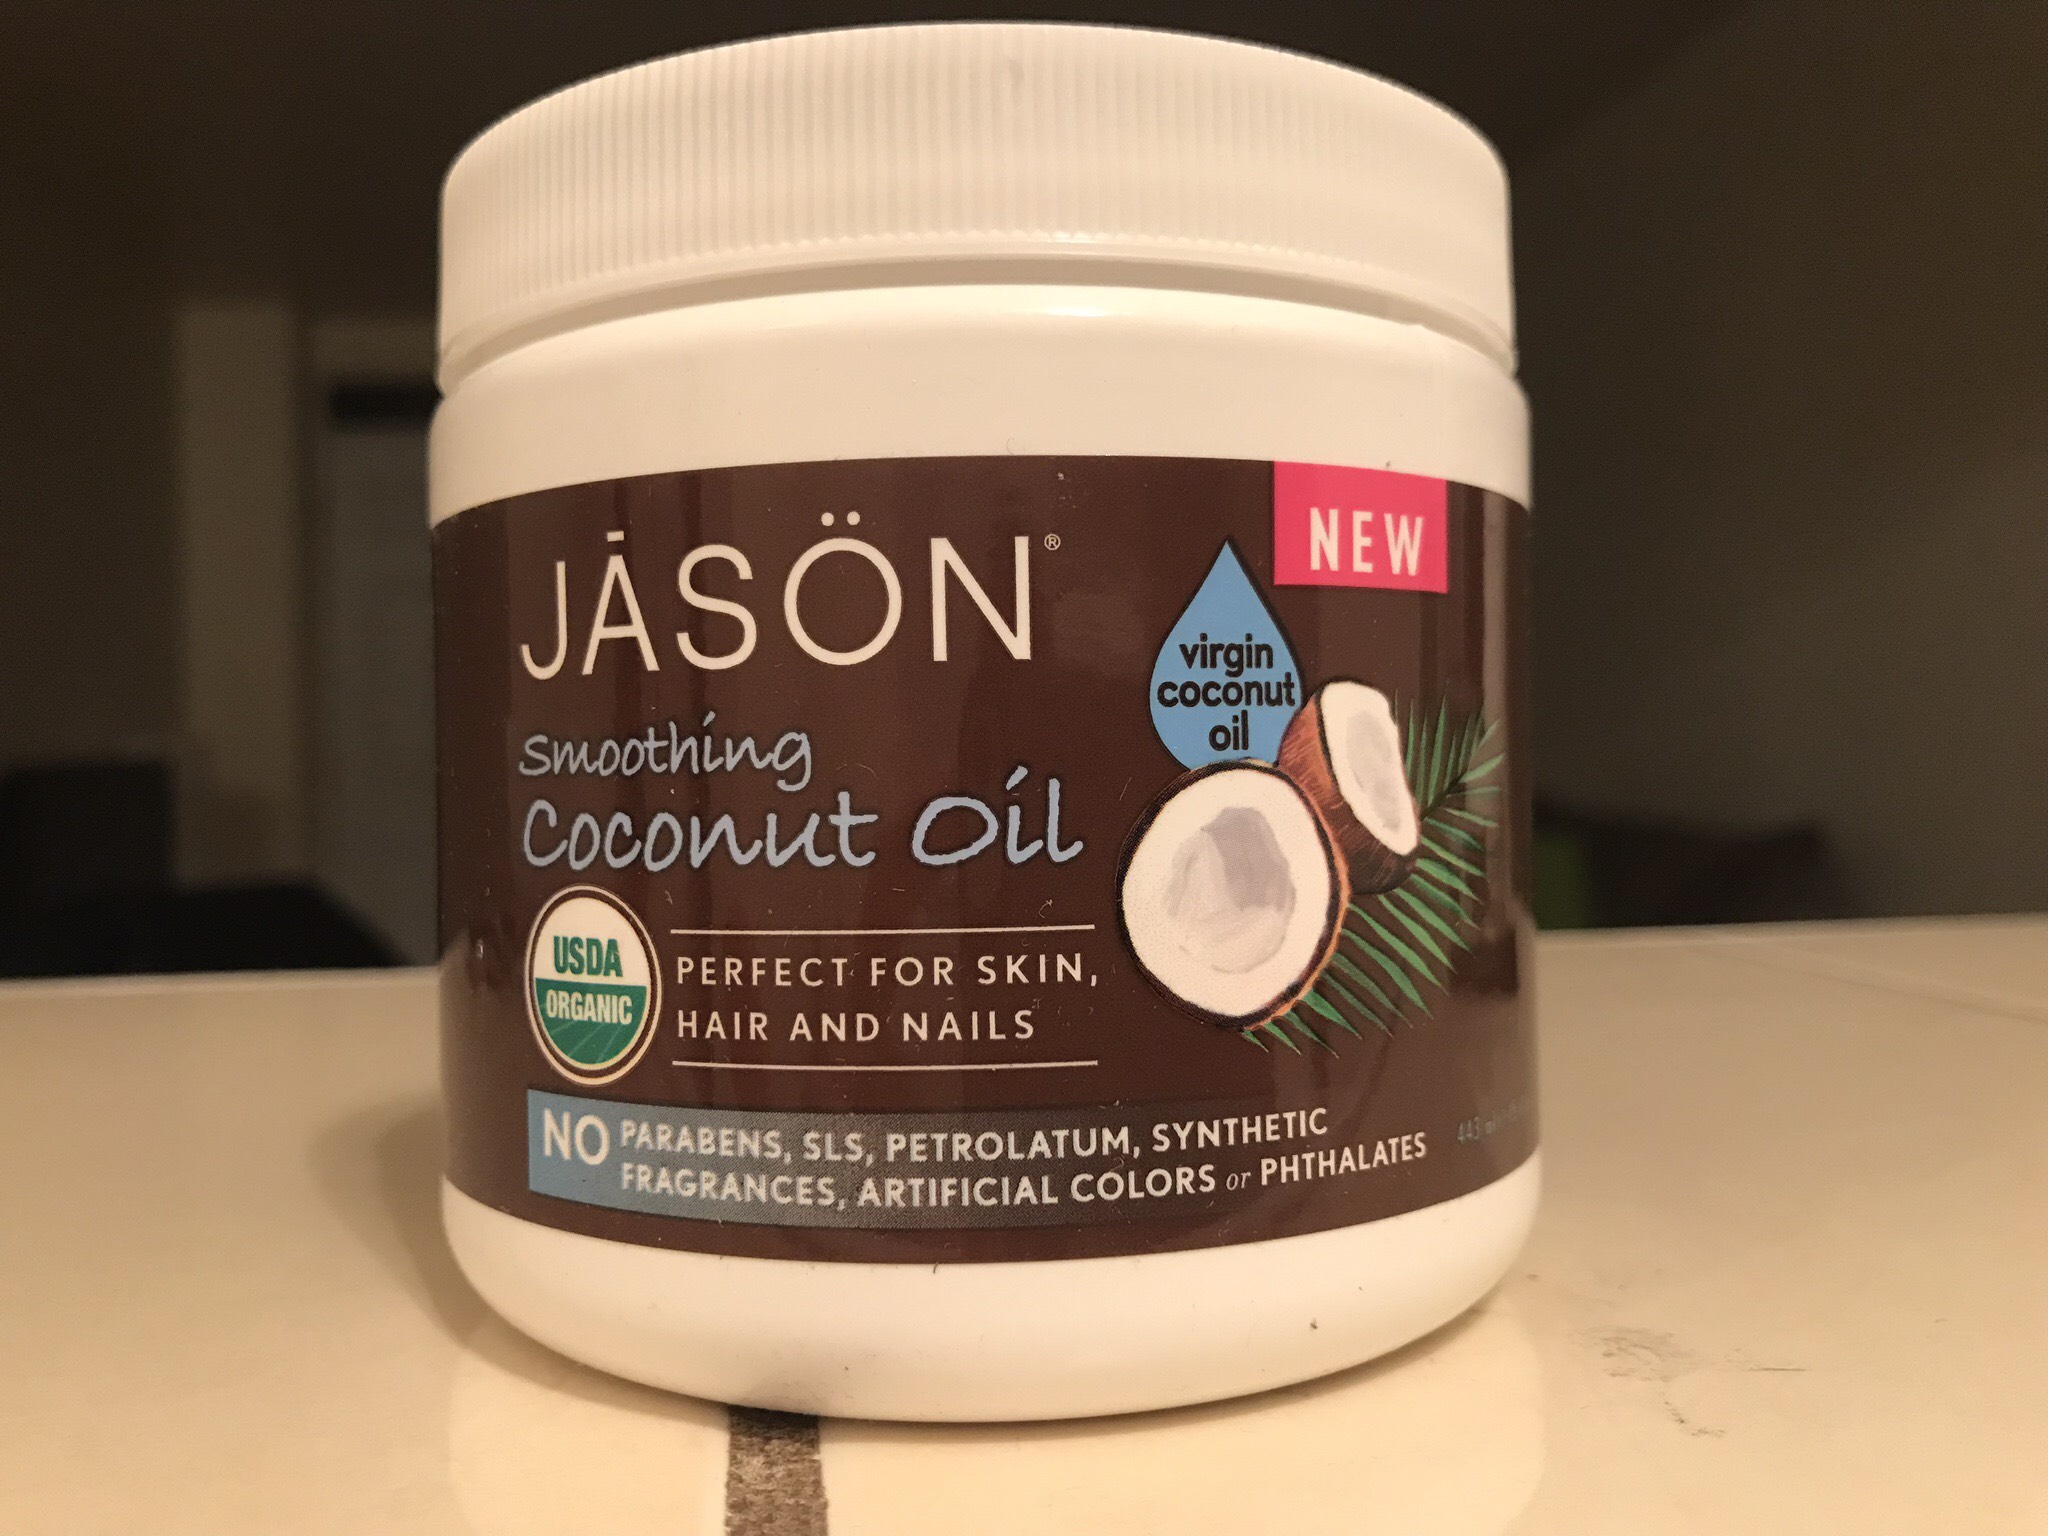 JĀSÖN®
NEW
virgin
coconut
oil
Smoothing
Coconut Oil
USDA
ORGANIC
PERFECT FOR SKIN,
HAIR AND NAILS
NO PARABENS, SLS, PETROLATUM, SYNTHETIC
FRAGRANCES, ARTIFICIAL COLORS or PHTHALATES
443